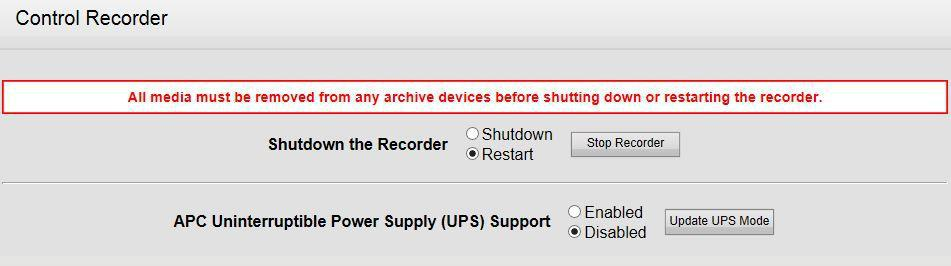 Control Recorder
All media must be removed from any archive devices before shutting down or restarting the recorder.
Shutdown the Recorder
Shutdown
Restart
Stop Recorder
APC Uninterruptible Power Supply (UPS) Support
Enabled
Disabled
Update UPS Mode